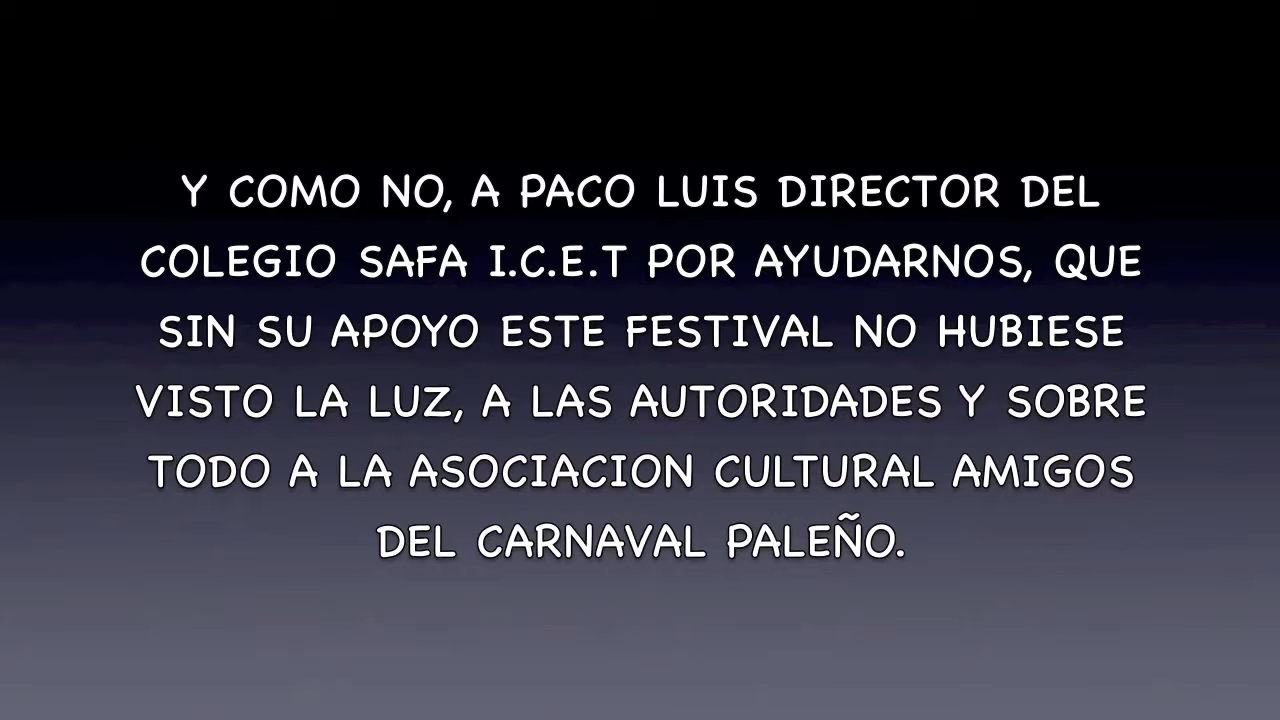 Y COMO NO, A PACO LUIS DIRECTOR DEL
COLEGIO SAFA I.C.E.T POR AYUDARNOS, QUE
SIN SU APOYO ESTE FESTIVAL NO HUBIESE
VISTO LA LUZ, A LAS AUTORIDADES Y SOBRE
TODO A LA ASOCIACION CULTURAL AMIGOS
DEL CARNAVAL PALEÑO.